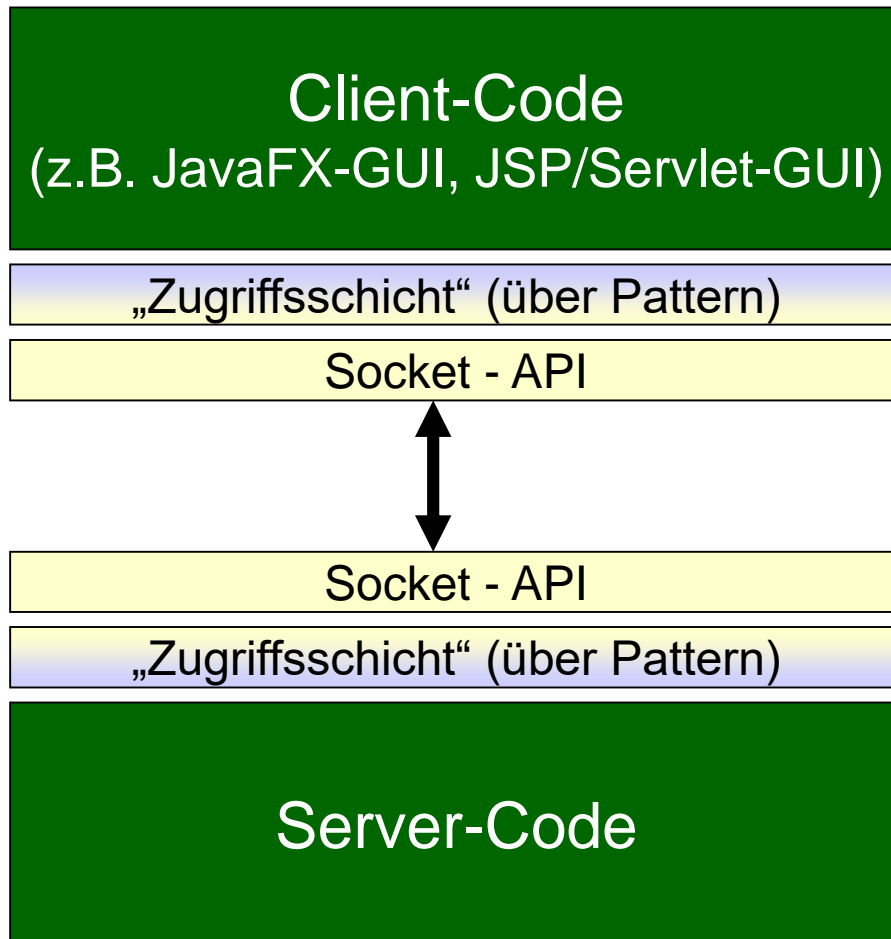 Client-Code
(z.B. JavaFX-GUI, JSP/Servlet-GUI)
„Zugriffsschicht“ (über Pattern)
Socket - API
Socket - API
„Zugriffsschicht“ (über Pattern)
Server-Code